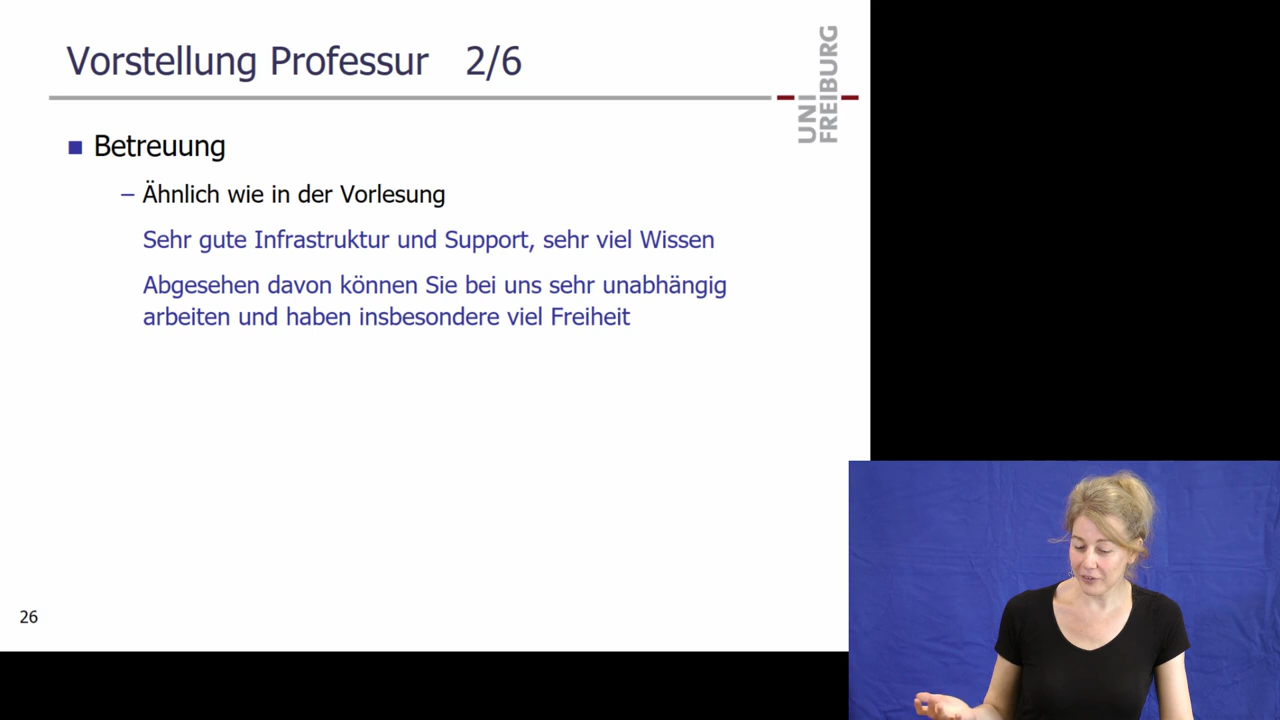 Vorstellung Professur 2/6
UNI
FREIBURG
Betreuung
– Ähnlich wie in der Vorlesung
Sehr gute Infrastruktur und Support, sehr viel Wissen
Abgesehen davon können Sie bei uns sehr unabhängig
arbeiten und haben insbesondere viel Freiheit
26